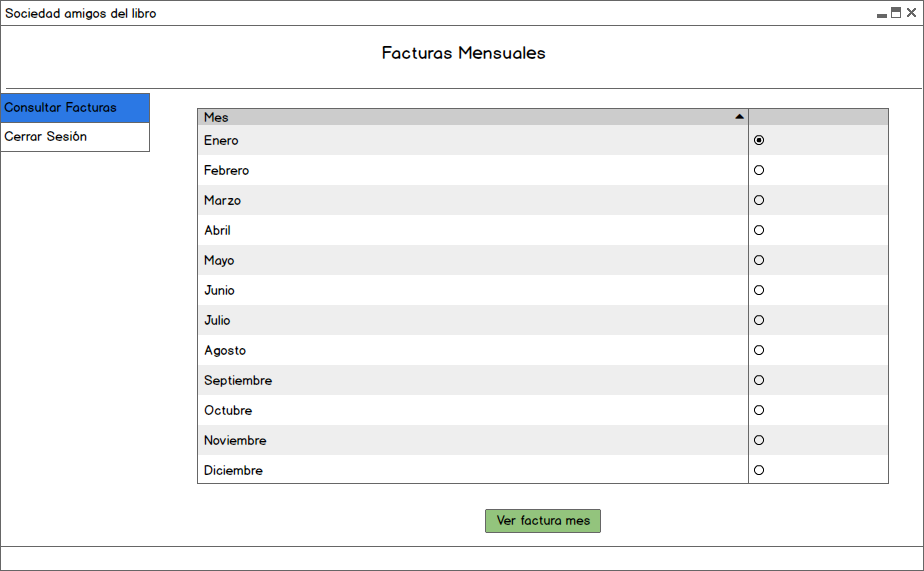 Sociedad amigos del libro
Facturas Mensuales
Consultar Facturas
Cerrar Sesión
Mes
Enero
Febrero
Marzo
Abril
Mayo
Junio
Julio
Agosto
Septiembre
Octubre
Noviembre
Diciembre
Ver factura mes